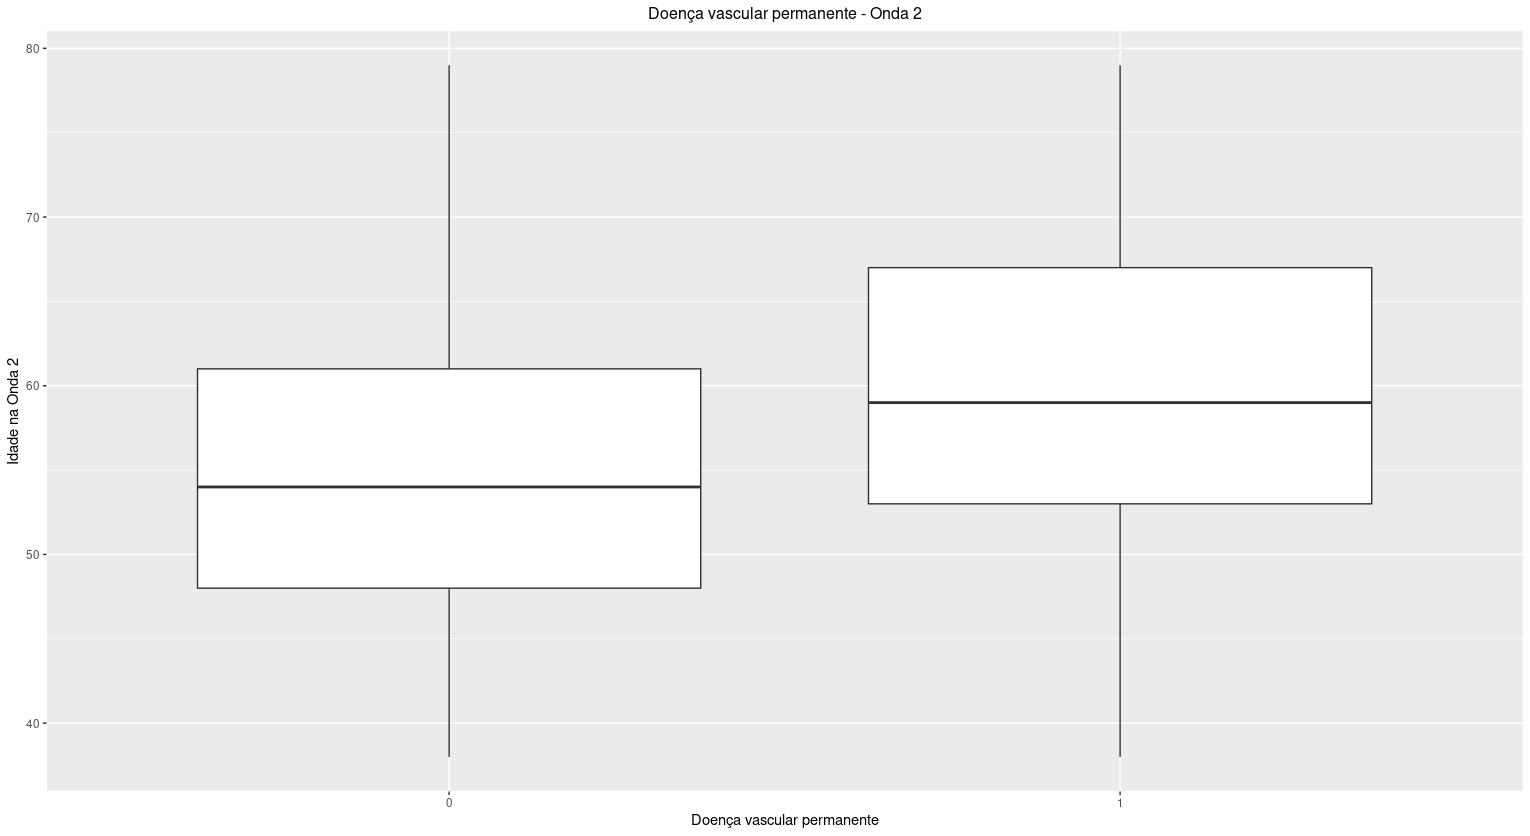 Doença vascular permanente - Onda 2
80
70
60
50
40
Idade na Onda 2
0
1
Doença vascular permanente